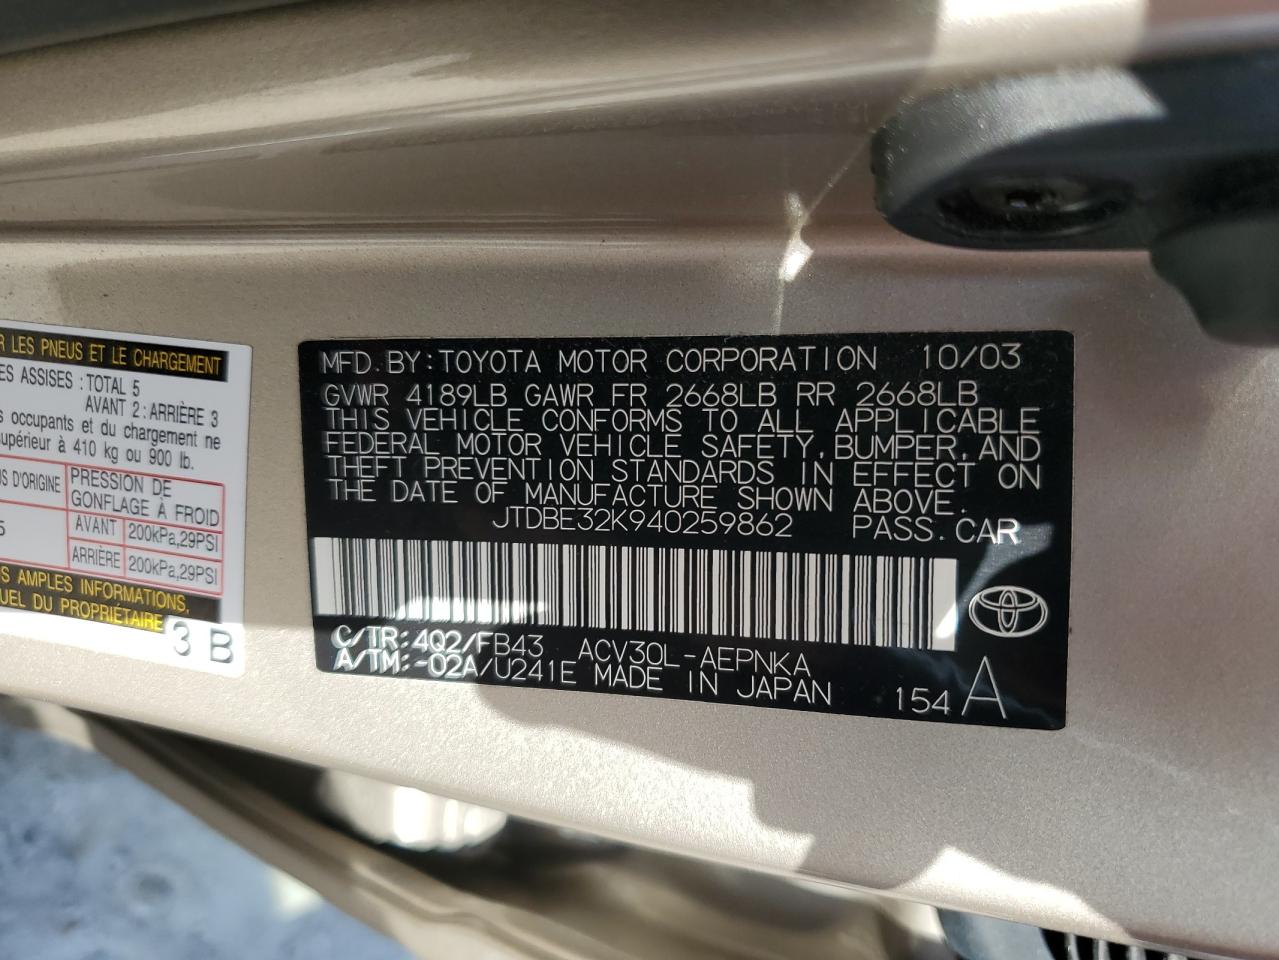 R LES PNEUS ET LE CHARGEMENT
ES ASSISES : TOTAL 5
AVANT 2 : ARRIÈRE 3
occupants et du chargement ne
supérieur à 410 kg ou 900 lb.
D'ORIGINE
PRESSION DE
GONFLAGE À FROID
5
AVANT 200kPa,29PSI
ARRIÈRE 200kPa,29PSI
S AMPLES INFORMATIONS,
UEL DU PROPRIÉTAIRE
3 B
MFD. BY: TOYOTA MOTOR CORPORATION 10/03
GVWR 4189LB GAWR FR 2668LB RR 2668LB
THIS VEHICLE CONFORMS TO ALL APPLICABLE
FEDERAL MOTOR VEHICLE SAFETY, BUMPER, AND
THEFT PREVENTION STANDARDS IN EFFECT ON
THE DATE OF MANUFACTURE SHOWN ABOVE.
JTDBE32K940259862 PASS. CAR
C/TR: 4Q2/FB43 ACV30L-AEPNKA
A/TM: -02A/U241E MADE IN JAPAN 154 A